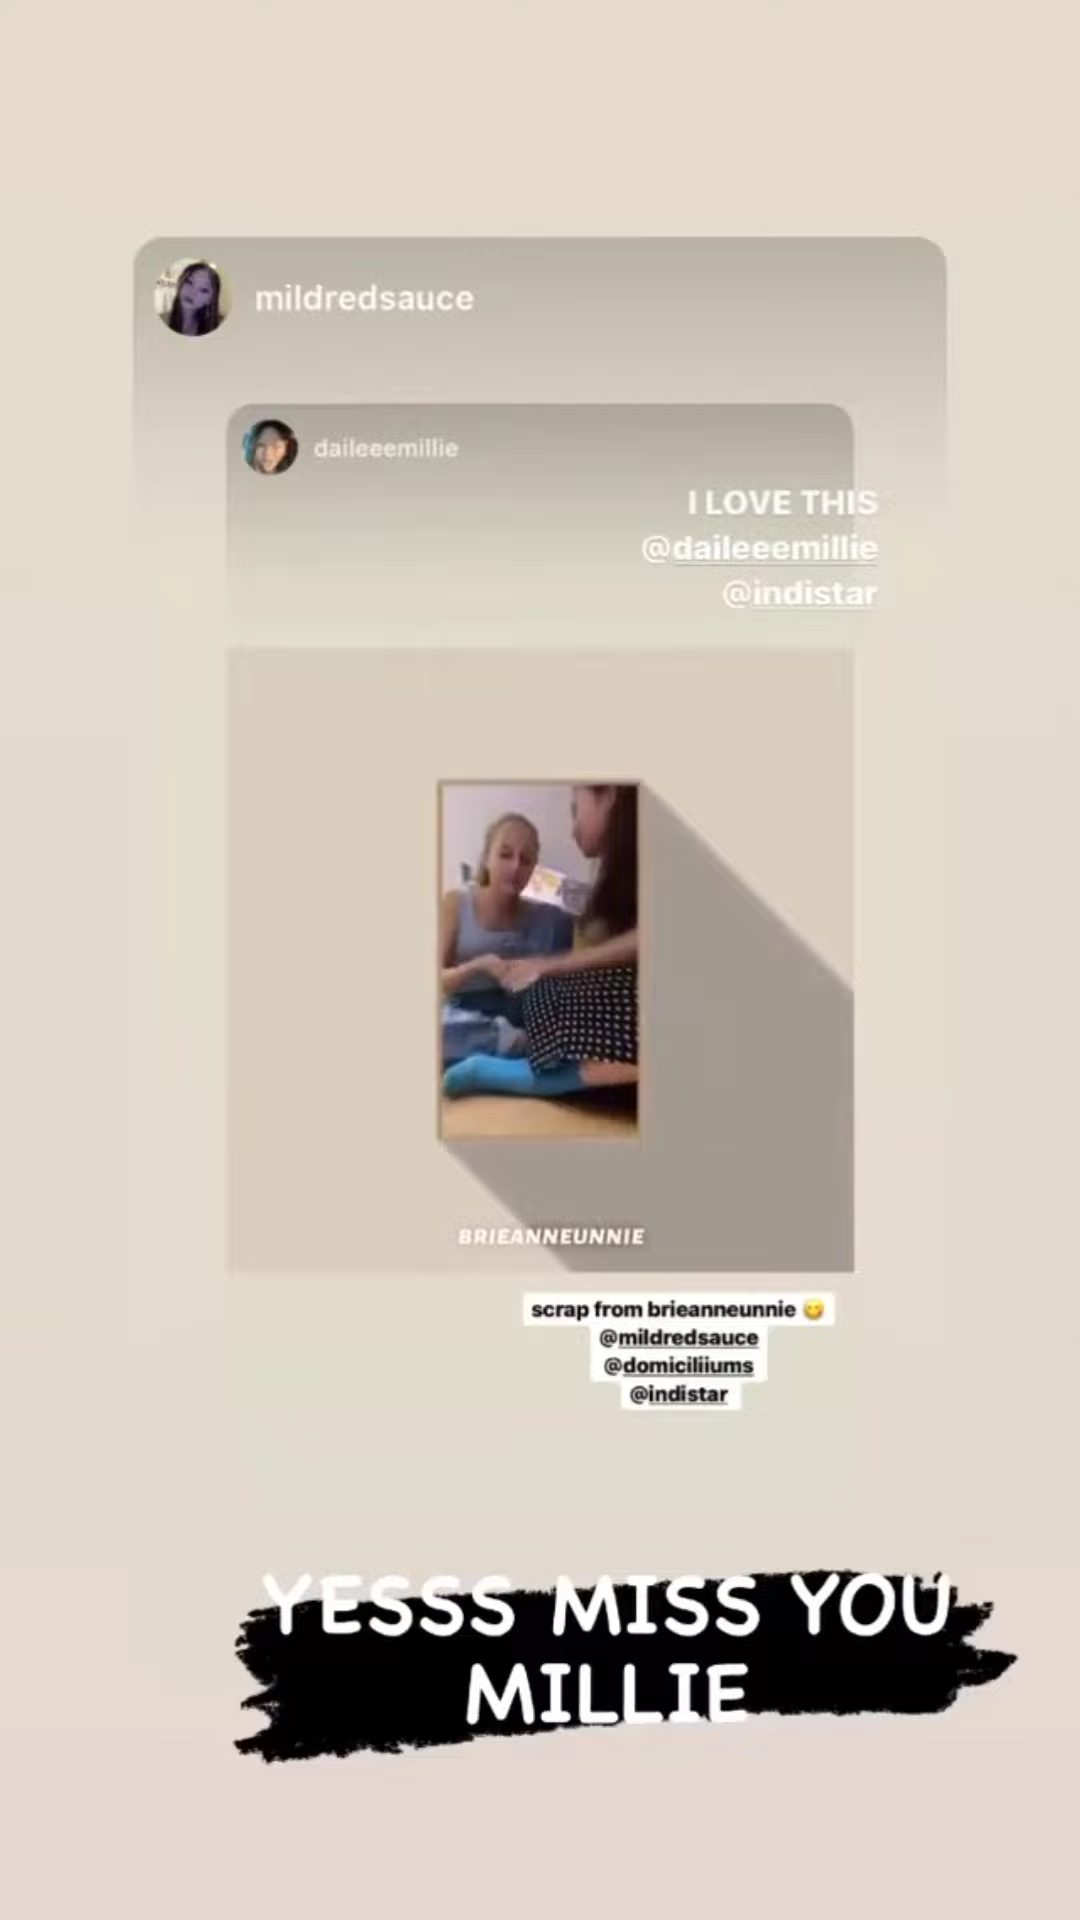 mildredsauce
daileeemillie
I LOVE THIS
@daileeemillie
@indistar
BRIEANNEUNNIE
scrap from brieanneunnie 😋
@mildredsauce
@domiciliiums
@indistar
YESSS MISS YOU
MILLIE